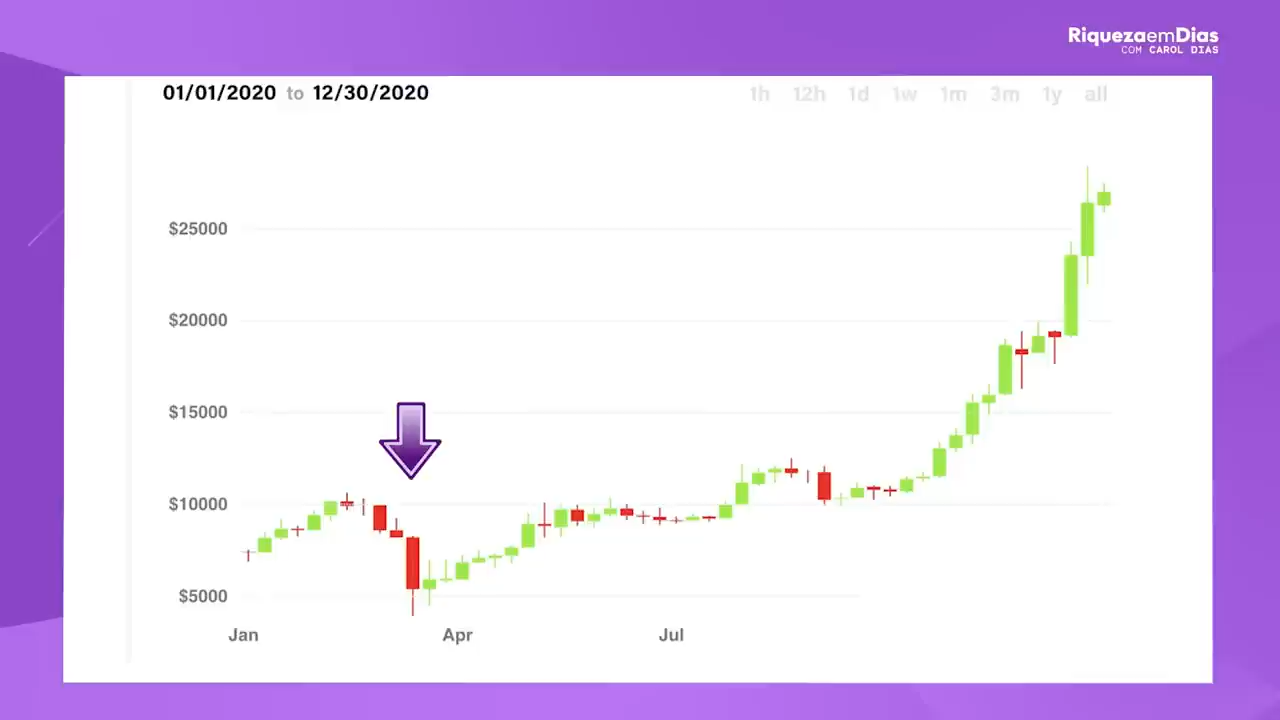 RiquezaemDias
COM CAROL DIAS
01/01/2020 to 12/30/2020
1h 12h 1d 1w 1m 3m 1y all
$25000
$20000
$15000
$10000
$5000
Jan Apr Jul